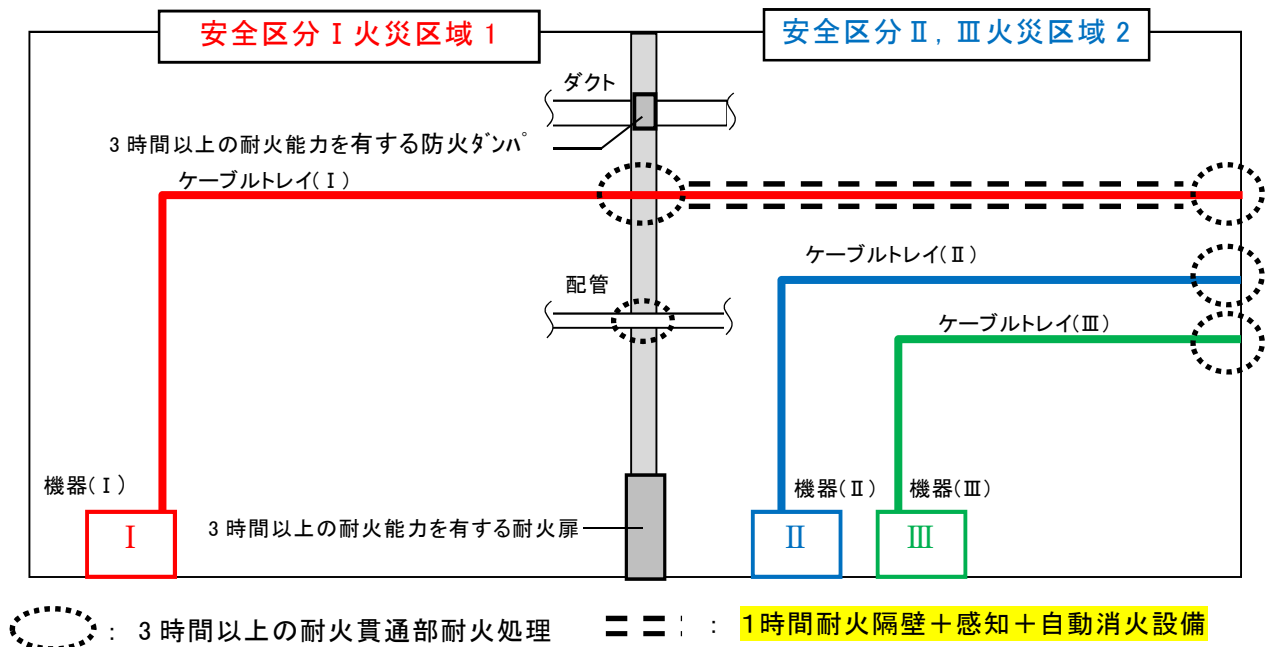 安全区分Ⅰ火災区域1
安全区分Ⅱ,Ⅲ火災区域2
ダクト
3時間以上の耐火能力を有する防火ダンパ
ケーブルトレイ(Ⅰ)
ケーブルトレイ(Ⅱ)
配管
ケーブルトレイ(Ⅲ)
機器(Ⅰ)
機器(Ⅱ)
機器(Ⅲ)
Ⅰ
3時間以上の耐火能力を有する耐火扉
Ⅱ
Ⅲ
: 3時間以上の耐火貫通部耐火処理
: 1時間耐火隔壁+感知+自動消火設備